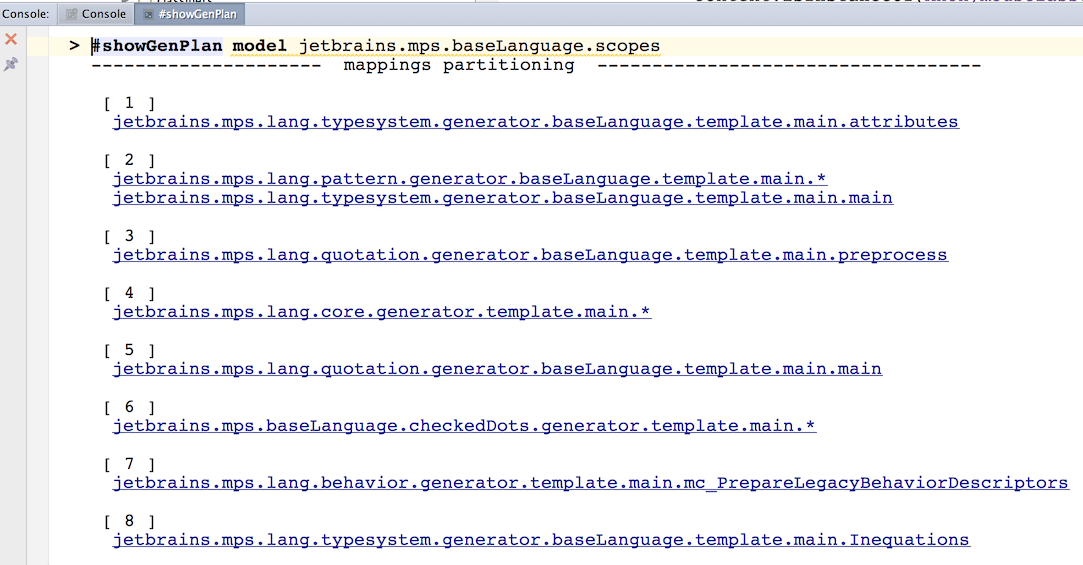 Console: Console #showGenPlan
> #showGenPlan model jetbrains.mps.baseLanguage.scopes
--------------------- mappings partitioning -----------------------------------
[ 1 ]
jetbrains.mps.lang.typesystem.generator.baseLanguage.template.main.attributes
[ 2 ]
jetbrains.mps.lang.pattern.generator.baseLanguage.template.main.*
jetbrains.mps.lang.typesystem.generator.baseLanguage.template.main.main
[ 3 ]
jetbrains.mps.lang.quotation.generator.baseLanguage.template.main.preprocess
[ 4 ]
jetbrains.mps.lang.core.generator.template.main.*
[ 5 ]
jetbrains.mps.lang.quotation.generator.baseLanguage.template.main.main
[ 6 ]
jetbrains.mps.baseLanguage.checkedDots.generator.template.main.*
[ 7 ]
jetbrains.mps.lang.behavior.generator.template.main.mc_PrepareLegacyBehaviorDescriptors
[ 8 ]
jetbrains.mps.lang.typesystem.generator.baseLanguage.template.main.Inequations